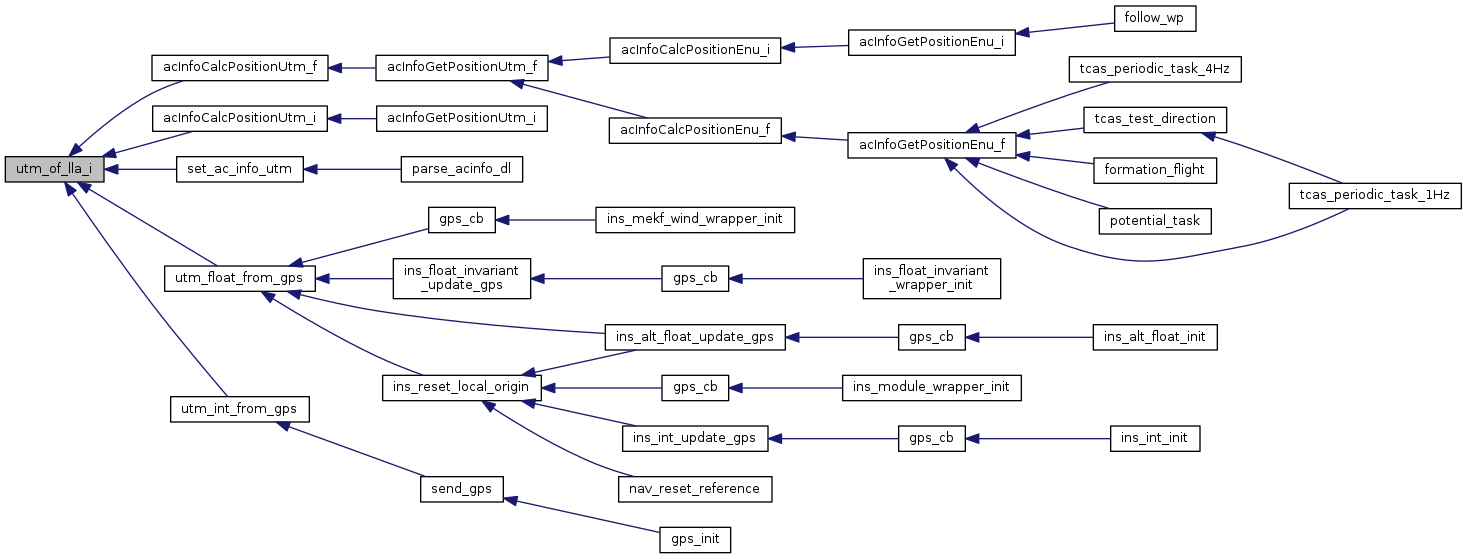 follow_wp
acInfoCalcPositionEnu_i
acInfoGetPositionEnu_i
acInfoCalcPositionUtm_f
acInfoGetPositionUtm_f
tcas_periodic_task_4Hz
acInfoCalcPositionUtm_i
acInfoGetPositionUtm_i
acInfoCalcPositionEnu_f
acInfoGetPositionEnu_f
tcas_test_direction
utm_of_lla_i
set_ac_info_utm
parse_acinfo_dl
formation_flight
tcas_periodic_task_1Hz
potential_task
gps_cb
ins_mekf_wind_wrapper_init
utm_float_from_gps
ins_float_invariant
_update_gps
gps_cb
ins_float_invariant
_wrapper_init
ins_alt_float_update_gps
gps_cb
ins_alt_float_init
ins_reset_local_origin
gps_cb
ins_module_wrapper_init
utm_int_from_gps
ins_int_update_gps
gps_cb
ins_int_init
send_gps
nav_reset_reference
gps_init